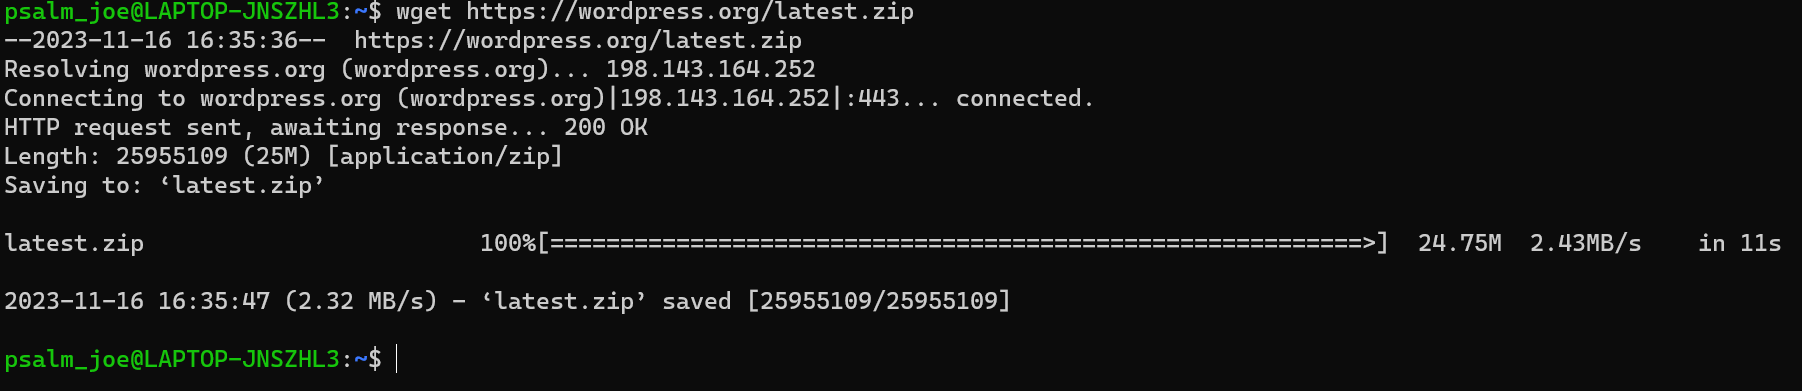 psalm_joe@LAPTOP-JNSZHL3:~$ wget https://wordpress.org/latest.zip
--2023-11-16 16:35:36--  https://wordpress.org/latest.zip
Resolving wordpress.org (wordpress.org)... 198.143.164.252
Connecting to wordpress.org (wordpress.org)|198.143.164.252|:443... connected.
HTTP request sent, awaiting response... 200 OK
Length: 25955109 (25M) [application/zip]
Saving to: ‘latest.zip’
latest.zip                        100%[==========================================================>]  24.75M  2.43MB/s    in 11s
2023-11-16 16:35:47 (2.32 MB/s) - ‘latest.zip’ saved [25955109/25955109]
psalm_joe@LAPTOP-JNSZHL3:~$